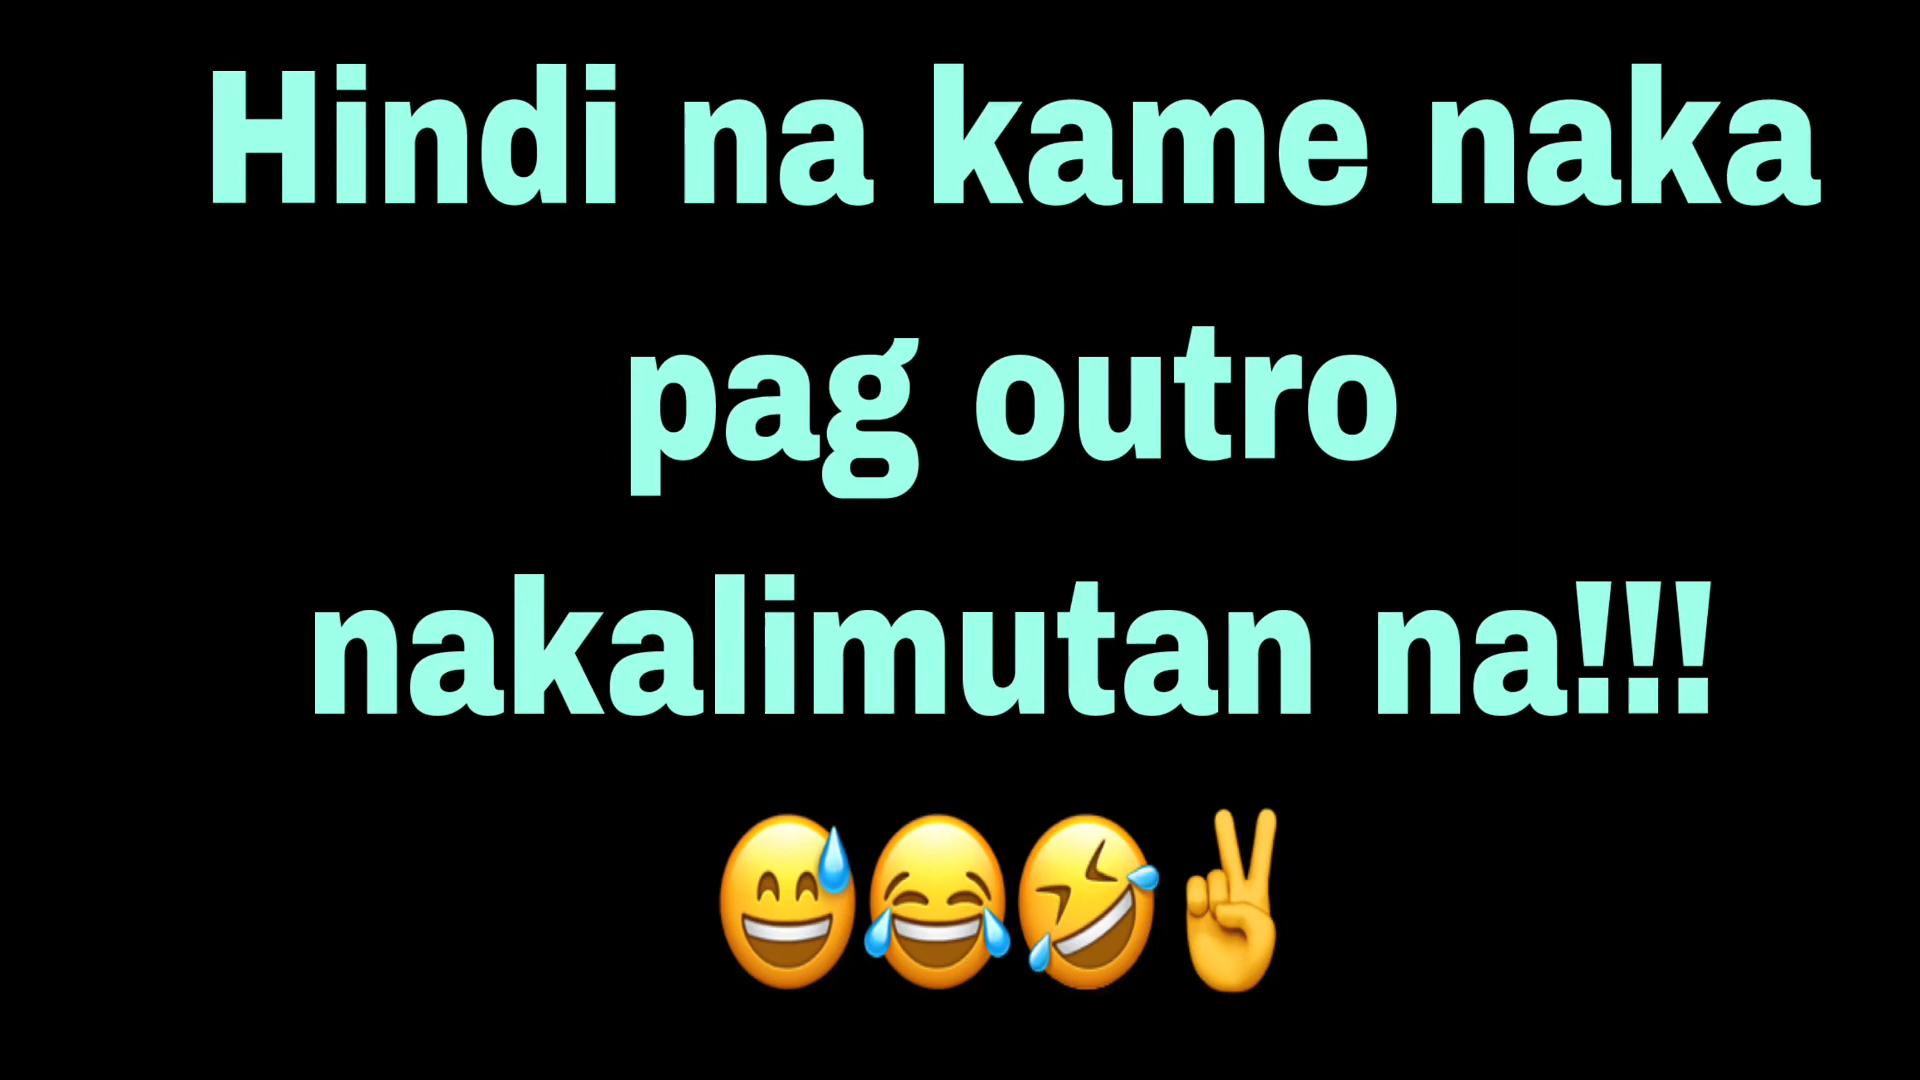 Hindi na kame naka
pag outro
nakalimutan na!!!
😅😂🤣✌️